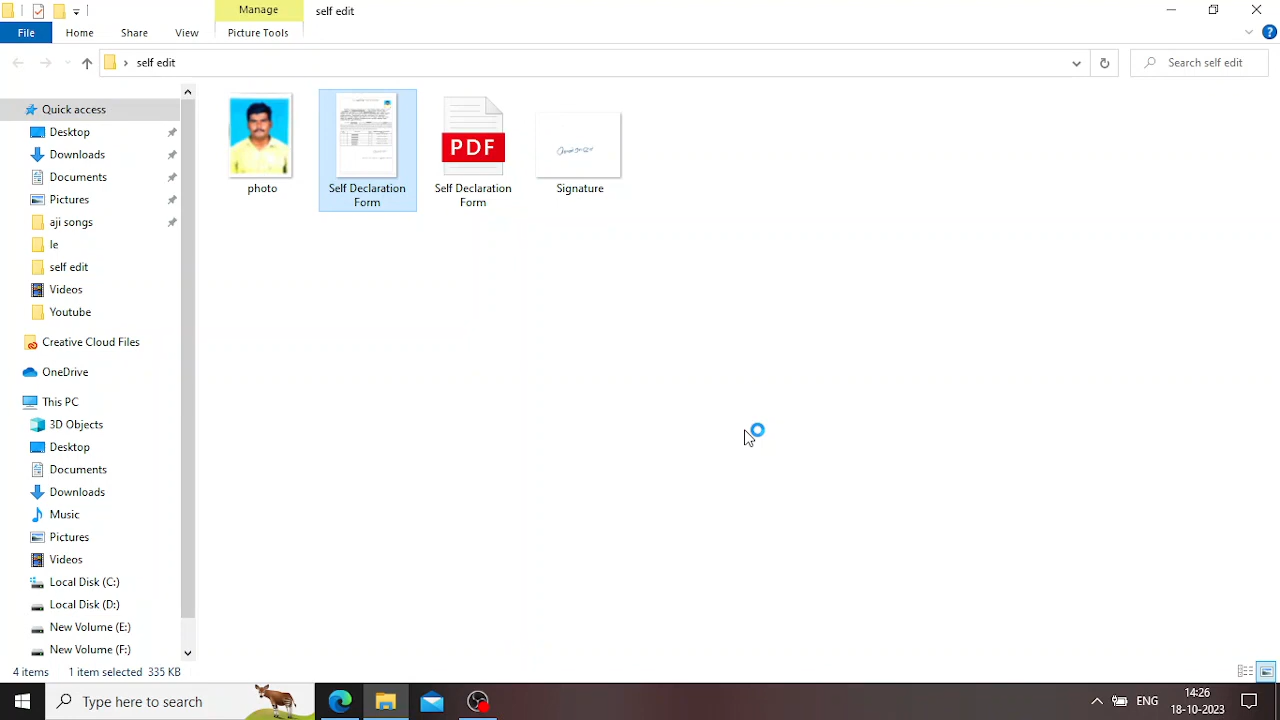 Manage
self edit
File
Home
Share
View
Picture Tools
self edit
Search self edit
Quick access
Desktop
Downloads
Documents
Pictures
aji songs
le
self edit
Videos
Youtube
Creative Cloud Files
OneDrive
This PC
3D Objects
Desktop
Documents
Downloads
Music
Pictures
Videos
Local Disk (C:)
Local Disk (D:)
New Volume (E:)
New Volume (F:)
photo
Self Declaration
Form
PDF
Self Declaration
Form
Signature
4 items
1 item selected 335 KB
Type here to search
ENG
14:26
18-10-2023